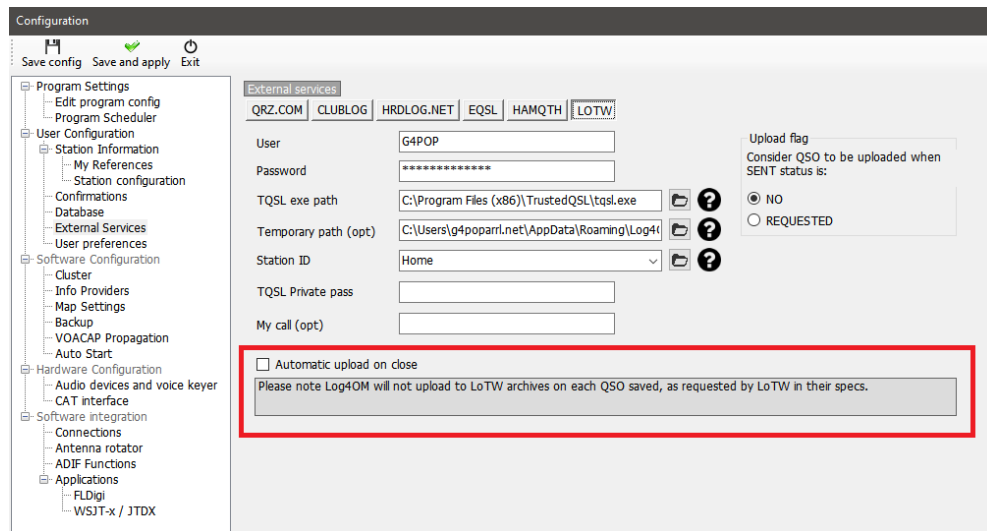 Configuration
Save config Save and apply Exit
Program Settings
Edit program config
Program Scheduler
User Configuration
Station Information
My References
Station configuration
Confirmations
Database
External Services
User preferences
Software Configuration
Cluster
Info Providers
Map Settings
Backup
VOACAP Propagation
Auto Start
Hardware Configuration
Audio devices and voice keyer
CAT interface
Software integration
Connections
Antenna rotator
ADIF Functions
Applications
FLDigi
WSJT-x / JTDX
External services
QRZ.COM CLUBLOG HRDLOG.NET EQSL HAMQTH LOTW
User G4POP
Password *************
TQSL exe path C:\Program Files (x86)\TrustedQSL\tqsl.exe
Temporary path (opt) C:\Users\g4poparrl.net\AppData\Roaming\Log4(
Station ID Home
TQSL Private pass
My call (opt)
Upload flag
Consider QSO to be uploaded when
SENT status is:
NO
REQUESTED
Automatic upload on close
Please note Log4OM will not upload to LoTW archives on each QSO saved, as requested by LoTW in their specs.